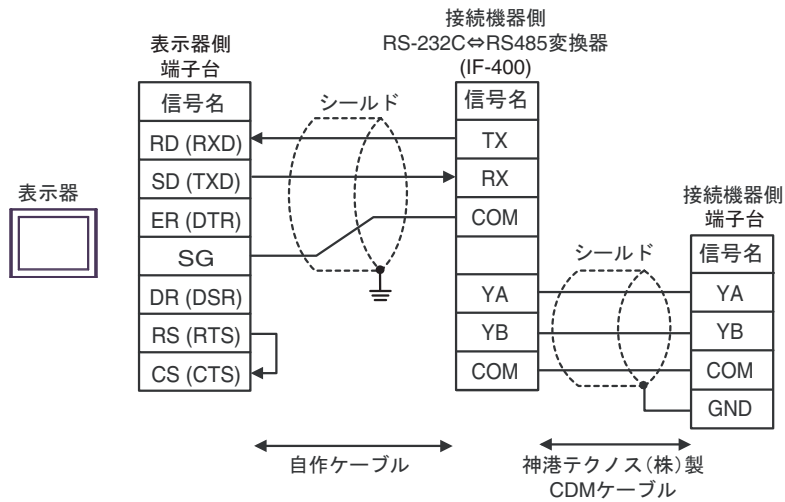 接続機器側
RS-232C⇔RS485変換器
(IF-400)
表示器側
端子台
信号名
RD (RXD)
SD (TXD)
ER (DTR)
SG
DR (DSR)
RS (RTS)
CS (CTS)
表示器
シールド
信号名
TX
RX
COM
YA
YB
COM
シールド
接続機器側
端子台
信号名
YA
YB
COM
GND
自作ケーブル
神港テクノス(株)製
CDMケーブル